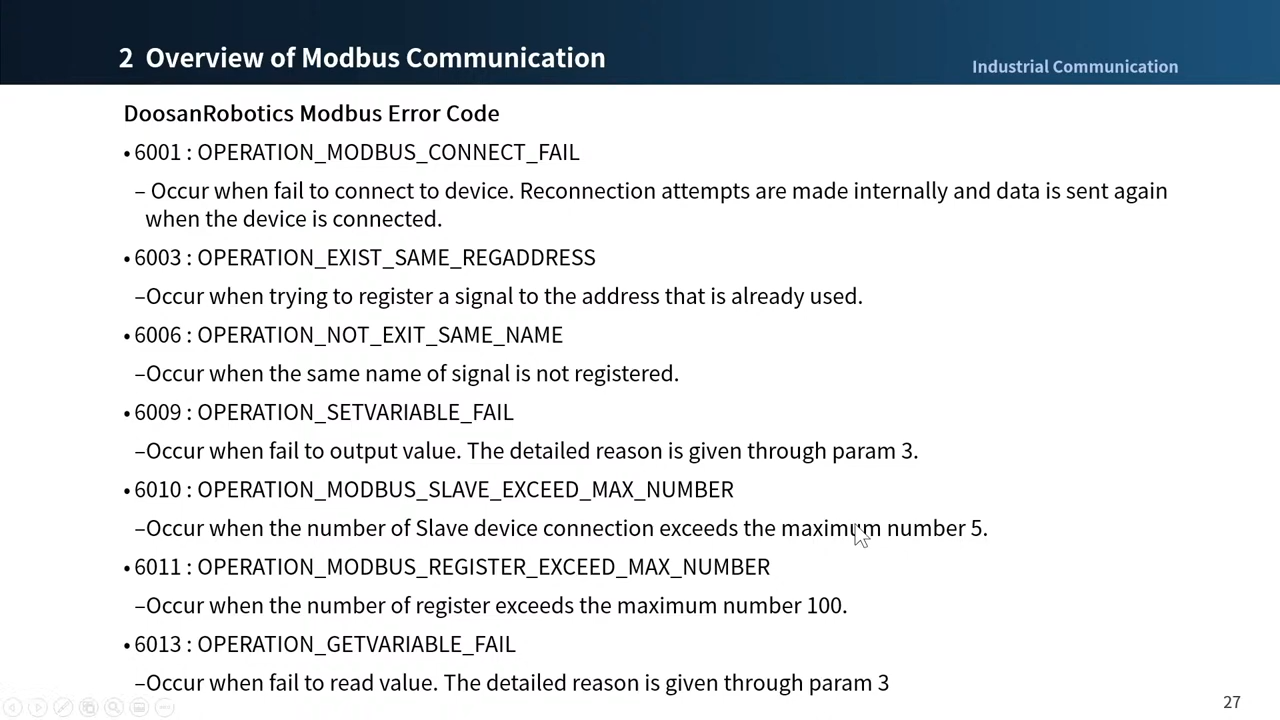 2 Overview of Modbus Communication
Industrial Communication
DoosanRobotics Modbus Error Code
• 6001 : OPERATION_MODBUS_CONNECT_FAIL
– Occur when fail to connect to device. Reconnection attempts are made internally and data is sent again
when the device is connected.
• 6003 : OPERATION_EXIST_SAME_REGADDRESS
–Occur when trying to register a signal to the address that is already used.
• 6006 : OPERATION_NOT_EXIT_SAME_NAME
–Occur when the same name of signal is not registered.
• 6009 : OPERATION_SETVARIABLE_FAIL
–Occur when fail to output value. The detailed reason is given through param 3.
• 6010 : OPERATION_MODBUS_SLAVE_EXCEED_MAX_NUMBER
–Occur when the number of Slave device connection exceeds the maximum number 5.
• 6011 : OPERATION_MODBUS_REGISTER_EXCEED_MAX_NUMBER
–Occur when the number of register exceeds the maximum number 100.
• 6013 : OPERATION_GETVARIABLE_FAIL
–Occur when fail to read value. The detailed reason is given through param 3
27